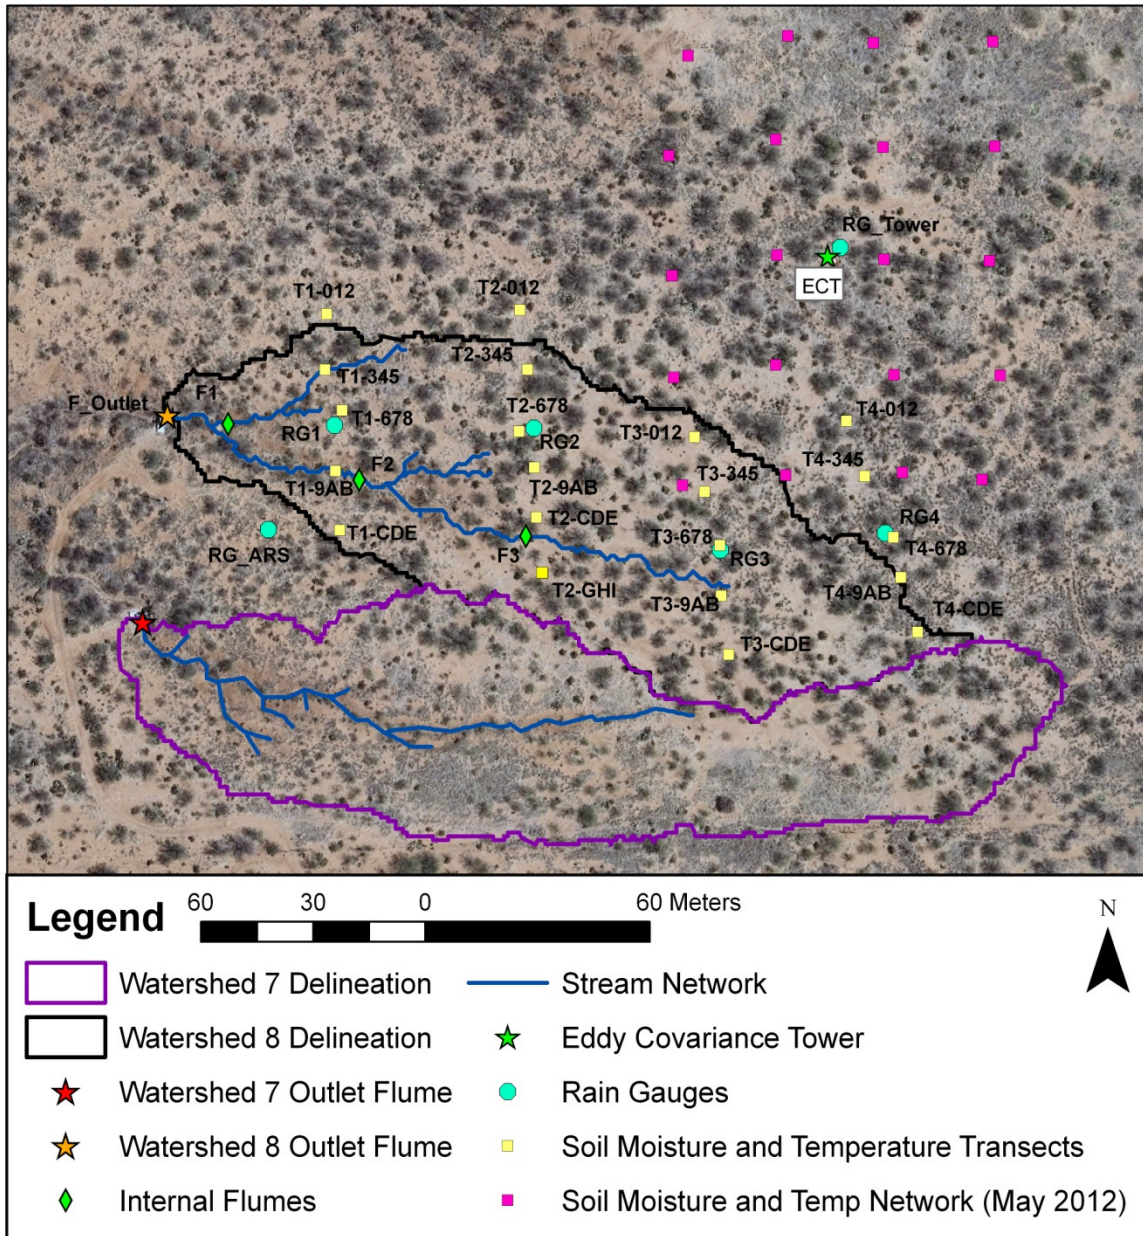 RG_Tower
ECT
T1-012
T2-012
T2-345
T1-345
F1
F_Outlet
T2-678
T1-678
RG1
RG2
T4-012
T3-012
F2
T3-345
T4-345
T1-9AB
T2-9AB
T2-CDE
RG4
T1-CDE
T3-678
T4-678
RG_ARS
F3
RG3
T2-GHI
T4-9AB
T3-9AB
T4-CDE
T3-CDE
Legend
60 30 0 60 Meters
N
Watershed 7 Delineation
Stream Network
Watershed 8 Delineation
Eddy Covariance Tower
Watershed 7 Outlet Flume
Rain Gauges
Watershed 8 Outlet Flume
Soil Moisture and Temperature Transects
Internal Flumes
Soil Moisture and Temp Network (May 2012)